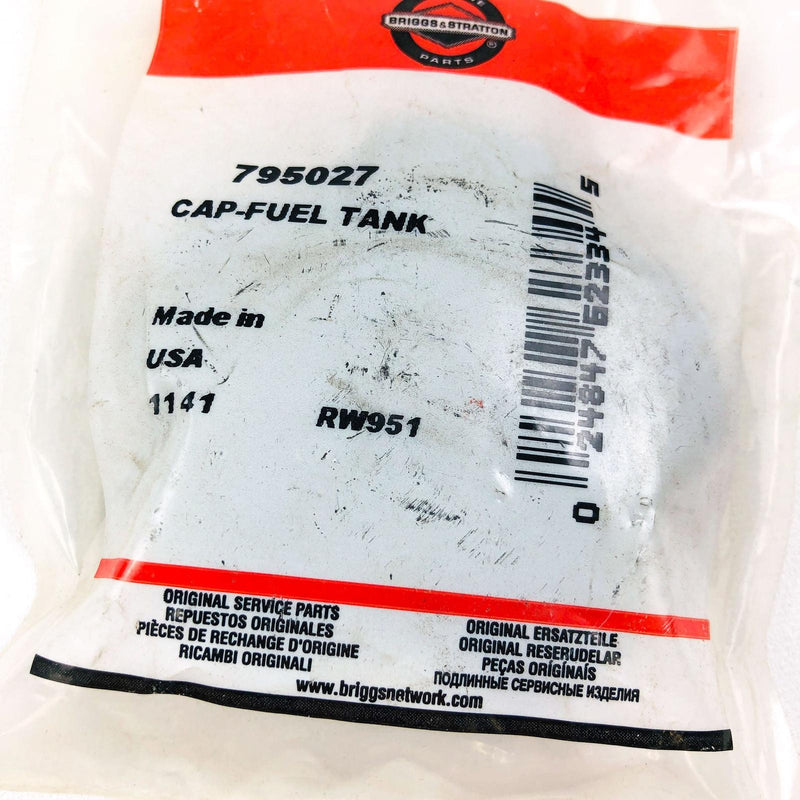 BRIGGS & STRATTON
®
PARTS
795027
CAP-FUEL TANK
Made in
USA
1141
RW951
0 24847 62334 5
ORIGINAL SERVICE PARTS
REPUESTOS ORIGINALES
PIÈCES DE RECHANGE D'ORIGINE
RICAMBI ORIGINALI
ORIGINAL ERSATZTEILE
ORIGINAL RESERUDELAR
PEÇAS ORIGÍNAIS
ПОДЛИННЫЕ СЕРВИСНЫЕ ИЗДЕЛИЯ
www.briggsnetwork.com